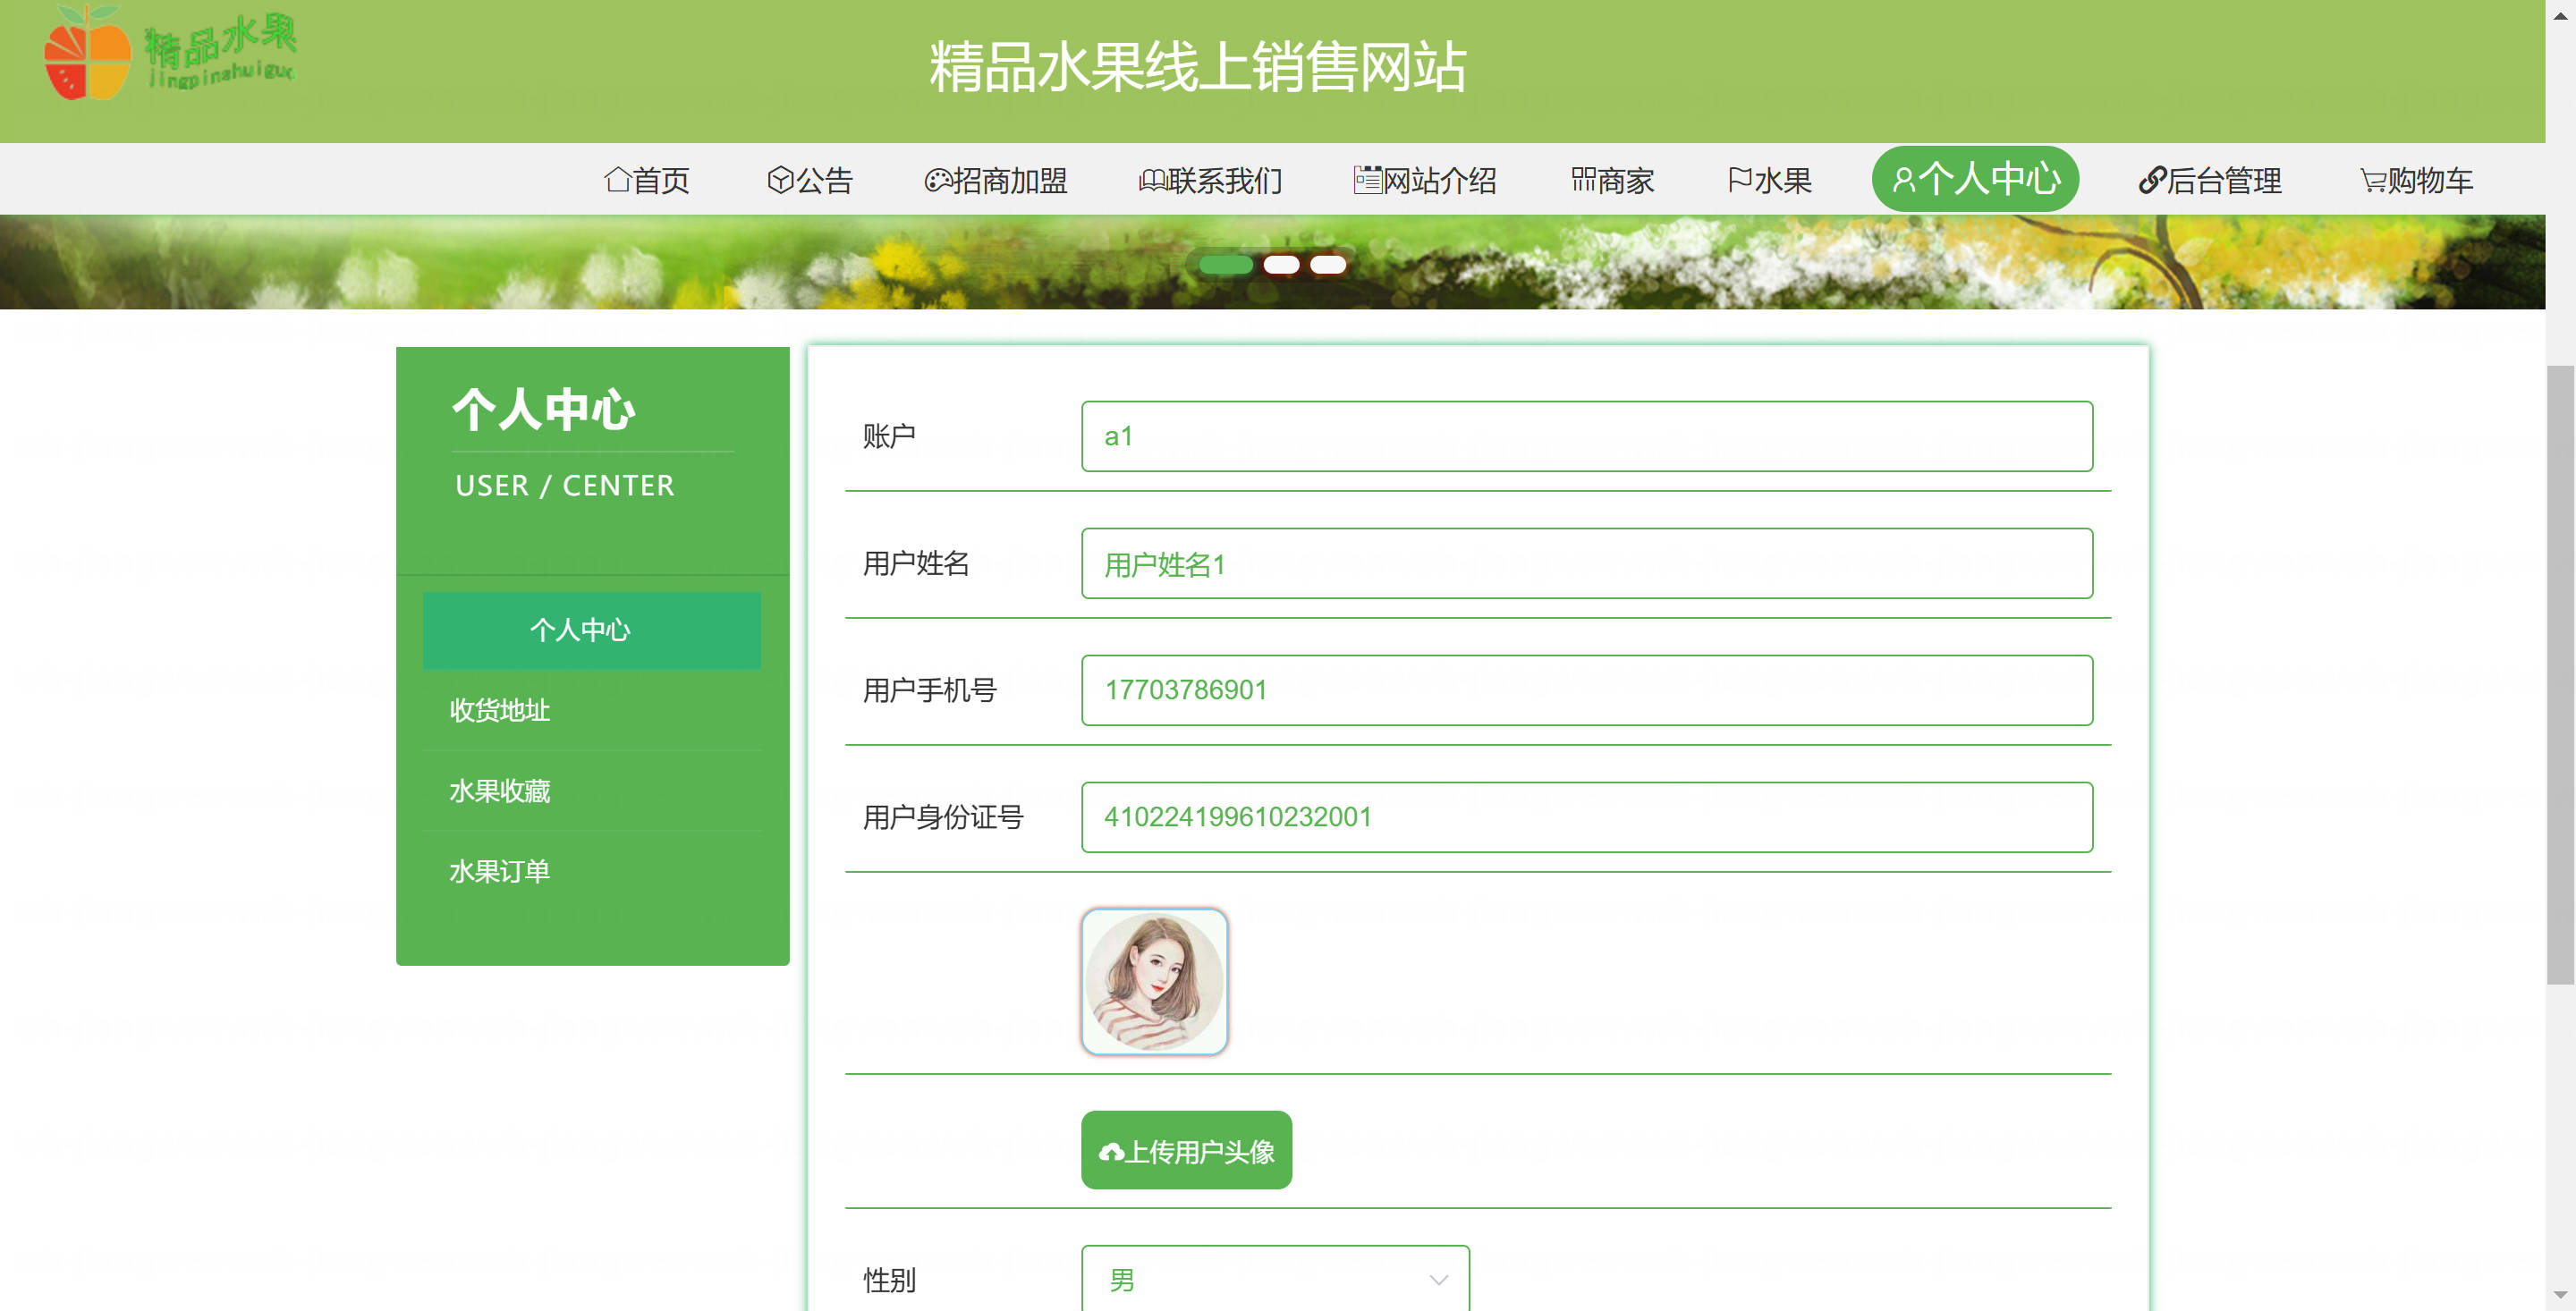 精品水果
jingpinshuiguo
精品水果线上销售网站
首页 公告 招商加盟 联系我们 网站介绍 商家 水果 个人中心 后台管理 购物车
个人中心
USER / CENTER
个人中心
收货地址
水果收藏
水果订单
账户 a1
用户姓名 用户姓名1
用户手机号 17703786901
用户身份证号 410224199610232001
上传用户头像
性别 男